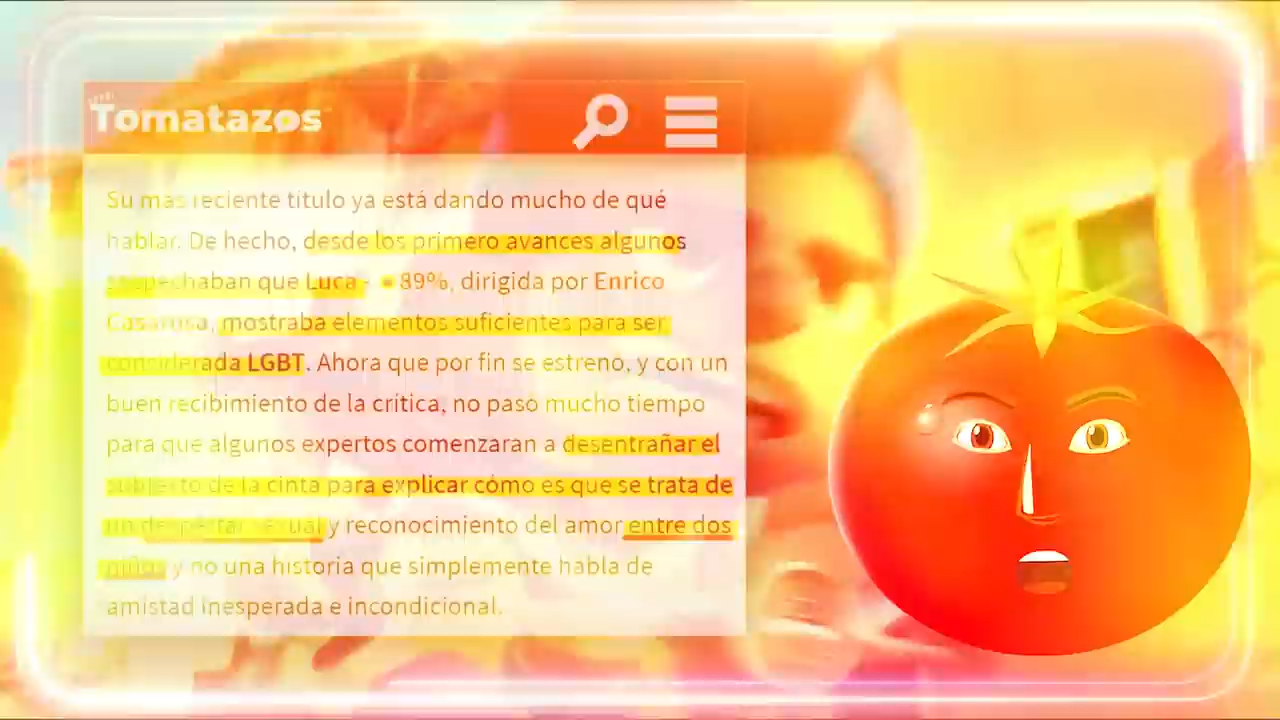 Tomatazos
Su mas reciente titulo ya está dando mucho de qué
hablar. De hecho, desde los primero avances algunos
sospechaban que Luca - 89%, dirigida por Enrico
Casarosa, mostraba elementos suficientes para ser
considerada LGBT. Ahora que por fin se estrenó, y con un
buen recibimiento de la critica, no paso mucho tiempo
para que algunos expertos comenzaran a desentrañar el
subtexto de la cinta para explicar cómo es que se trata de
un despertar sexual y reconocimiento del amor entre dos
niños y no una historia que simplemente habla de
amistad inesperada e incondicional.